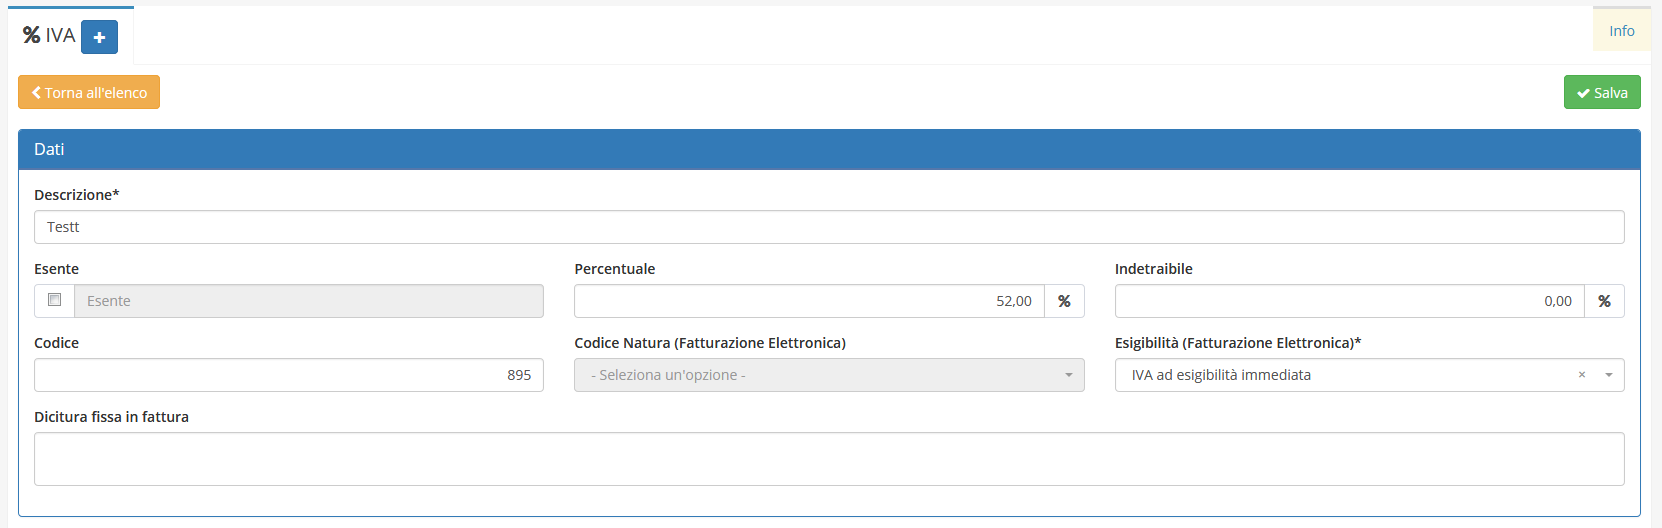 % IVA +
Info
Torna all'elenco
Salva
Dati
Descrizione*
Testt
Esente Percentuale Indetraibile
Esente 52,00 % 0,00 %
Codice Codice Natura (Fatturazione Elettronica) Esigibilità (Fatturazione Elettronica)*
895 - Seleziona un'opzione - IVA ad esigibilità immediata ×
Dicitura fissa in fattura